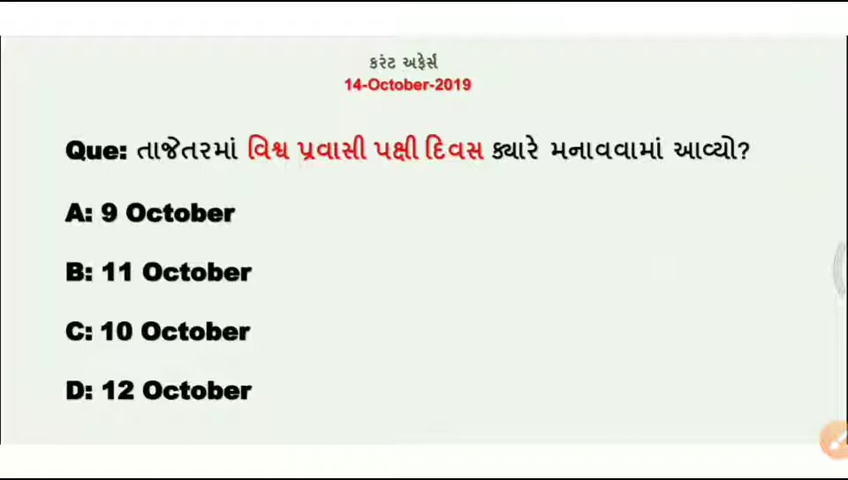 કરંટ અફેર્સ
14-October-2019
Que: તાજેતરમાં વિશ્વ પ્રવાસી પક્ષી દિવસ ક્યારે મનાવવામાં આવ્યો?
A: 9 October
B: 11 October
C: 10 October
D: 12 October